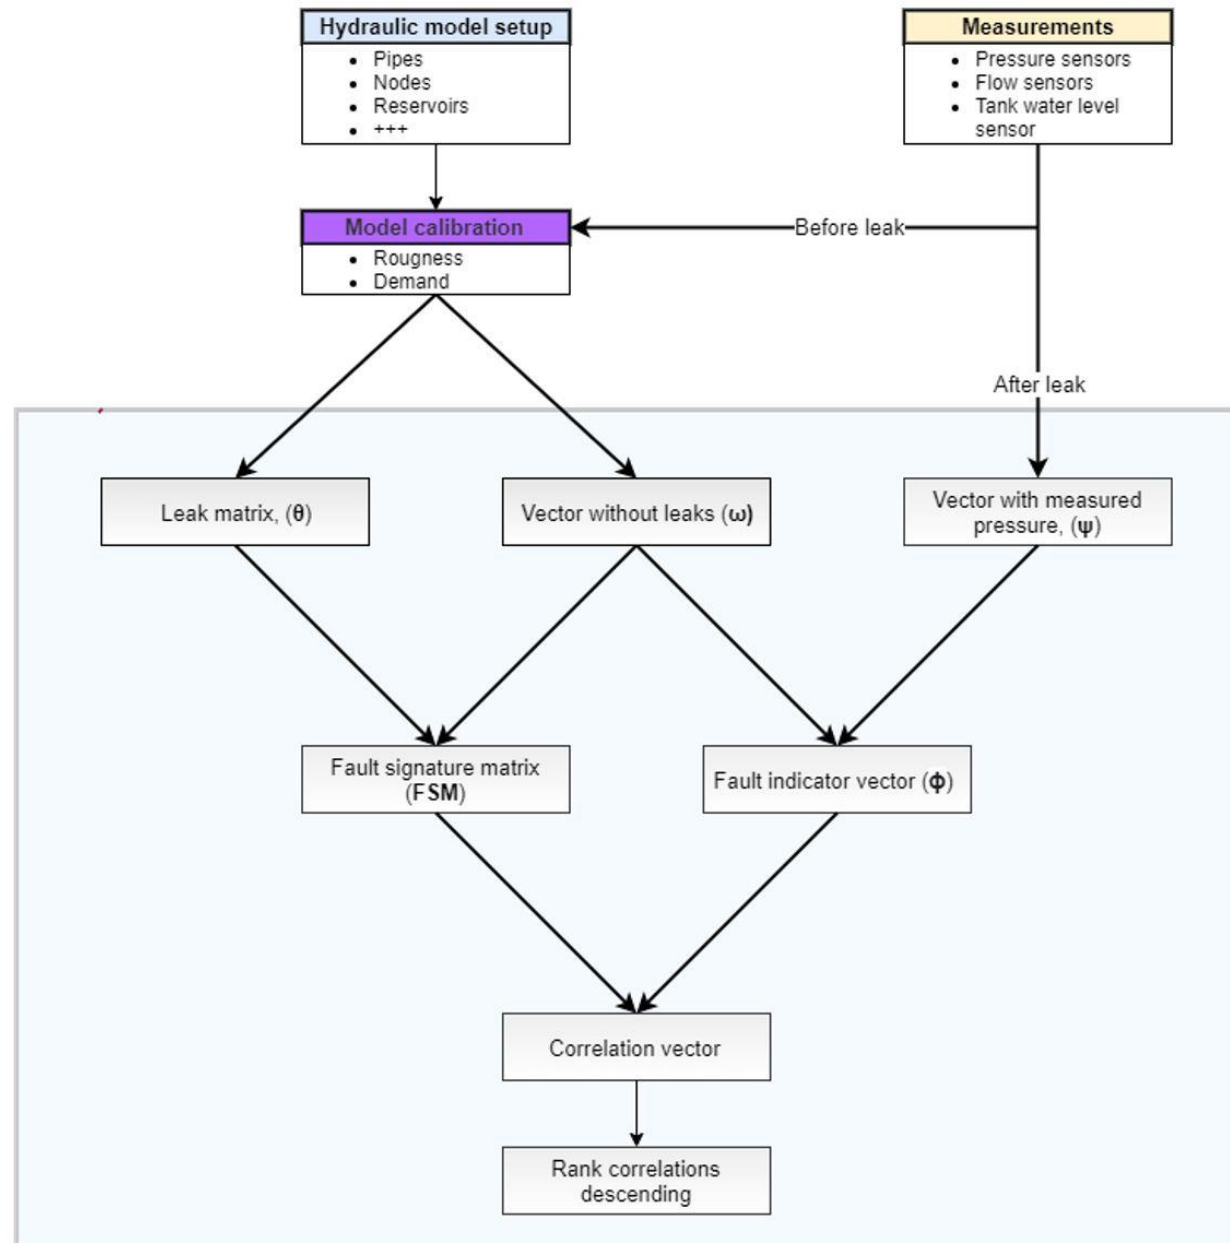 Hydraulic model setup
• Pipes
• Nodes
• Reservoirs
• +++
Measurements
• Pressure sensors
• Flow sensors
• Tank water level
sensor
Model calibration
• Rougness
• Demand
Before leak
After leak
Leak matrix, (θ)
Vector without leaks (ω)
Vector with measured
pressure, (ψ)
Fault signature matrix
(FSM)
Fault indicator vector (ϕ)
Correlation vector
Rank correlations
descending